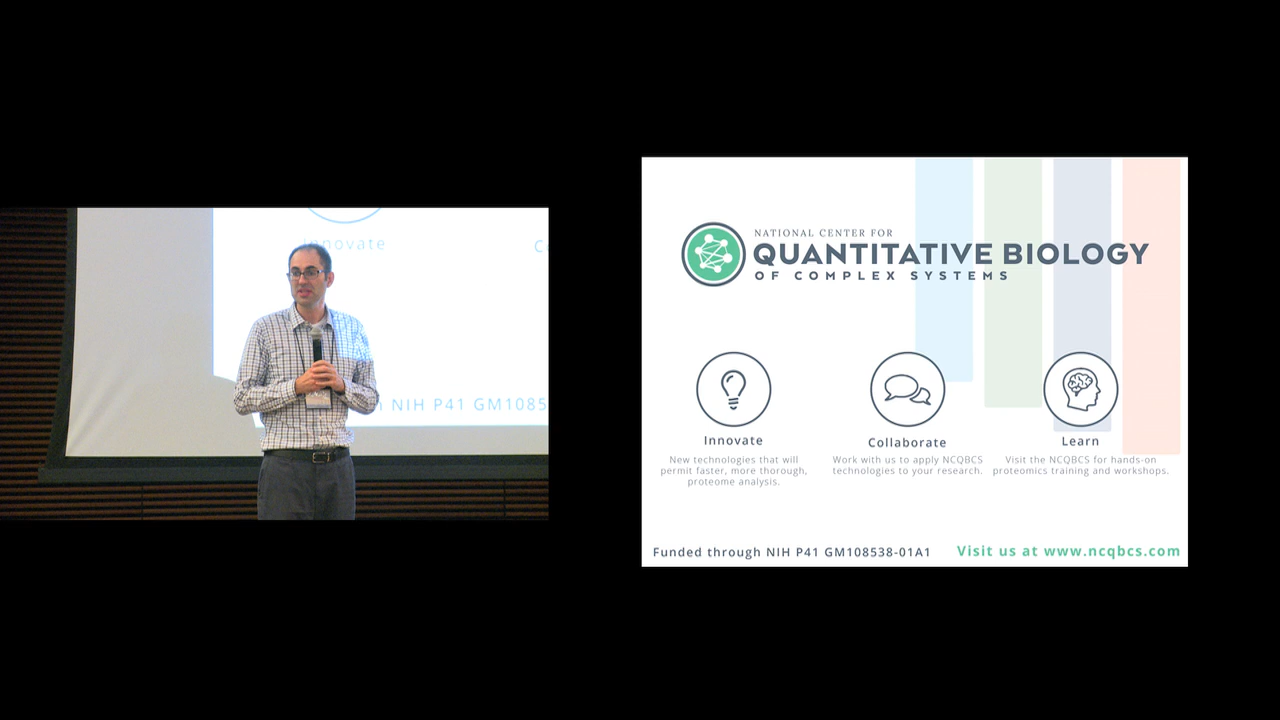 Innovate
C
NIH P41 GM1085
NATIONAL CENTER FOR
QUANTITATIVE BIOLOGY
OF COMPLEX SYSTEMS
Innovate
New technologies that will
permit faster, more thorough,
proteome analysis.
Collaborate
Work with us to apply NCQBCS
technologies to your research.
Learn
Visit the NCQBCS for hands-on
proteomics training and workshops.
Funded through NIH P41 GM108538-01A1
Visit us at www.ncqbcs.com